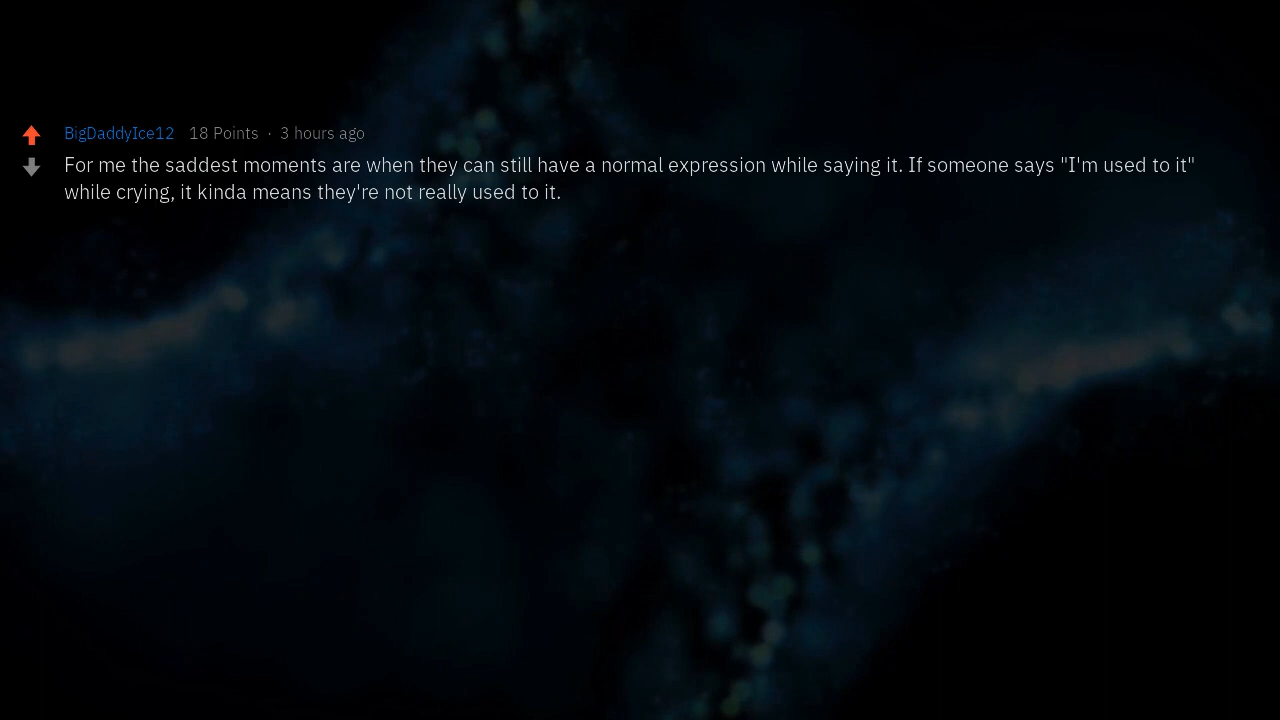 BigDaddyIce12 18 Points · 3 hours ago
For me the saddest moments are when they can still have a normal expression while saying it. If someone says "I'm used to it"
while crying, it kinda means they're not really used to it.